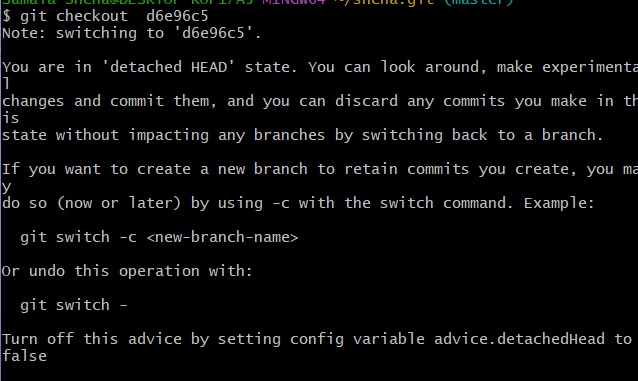 $ git checkout  d6e96c5
Note: switching to 'd6e96c5'.
You are in 'detached HEAD' state. You can look around, make experimenta
l
changes and commit them, and you can discard any commits you make in th
is
state without impacting any branches by switching back to a branch.
If you want to create a new branch to retain commits you create, you ma
y
do so (now or later) by using -c with the switch command. Example:
git switch -c <new-branch-name>
Or undo this operation with:
git switch -
Turn off this advice by setting config variable advice.detachedHead to
false